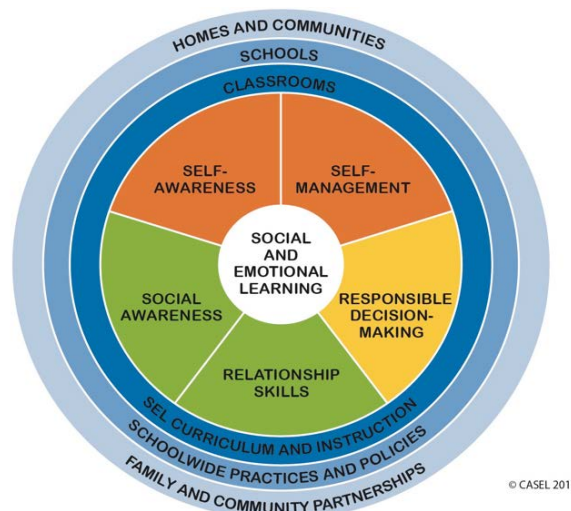 HOMES AND COMMUNITIES
SCHOOLS
CLASSROOMS
SELF-
AWARENESS
SELF-
MANAGEMENT
SOCIAL
AND
EMOTIONAL
LEARNING
SOCIAL
AWARENESS
RESPONSIBLE
DECISION-
MAKING
RELATIONSHIP
SKILLS
SEL CURRICULUM AND INSTRUCTION
SCHOOLWIDE PRACTICES AND POLICIES
FAMILY AND COMMUNITY PARTNERSHIPS
© CASEL 201